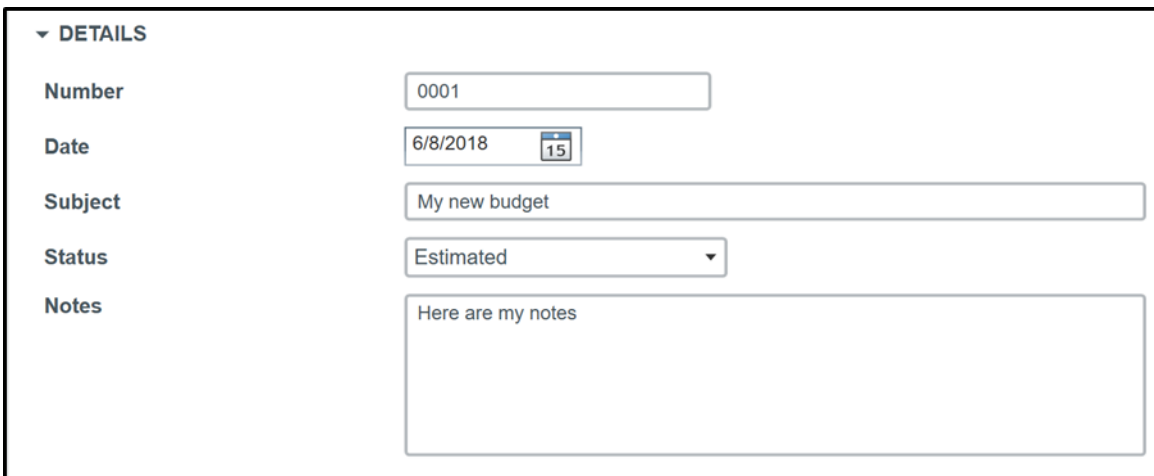 DETAILS
Number 0001
Date 6/8/2018 15
Subject My new budget
Status Estimated
Notes Here are my notes